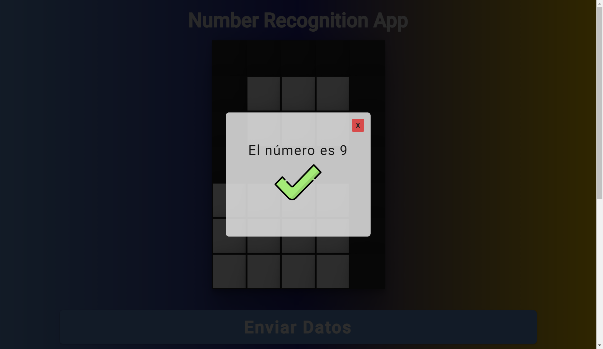 Number Recognition App
x
El número es 9
Enviar Datos